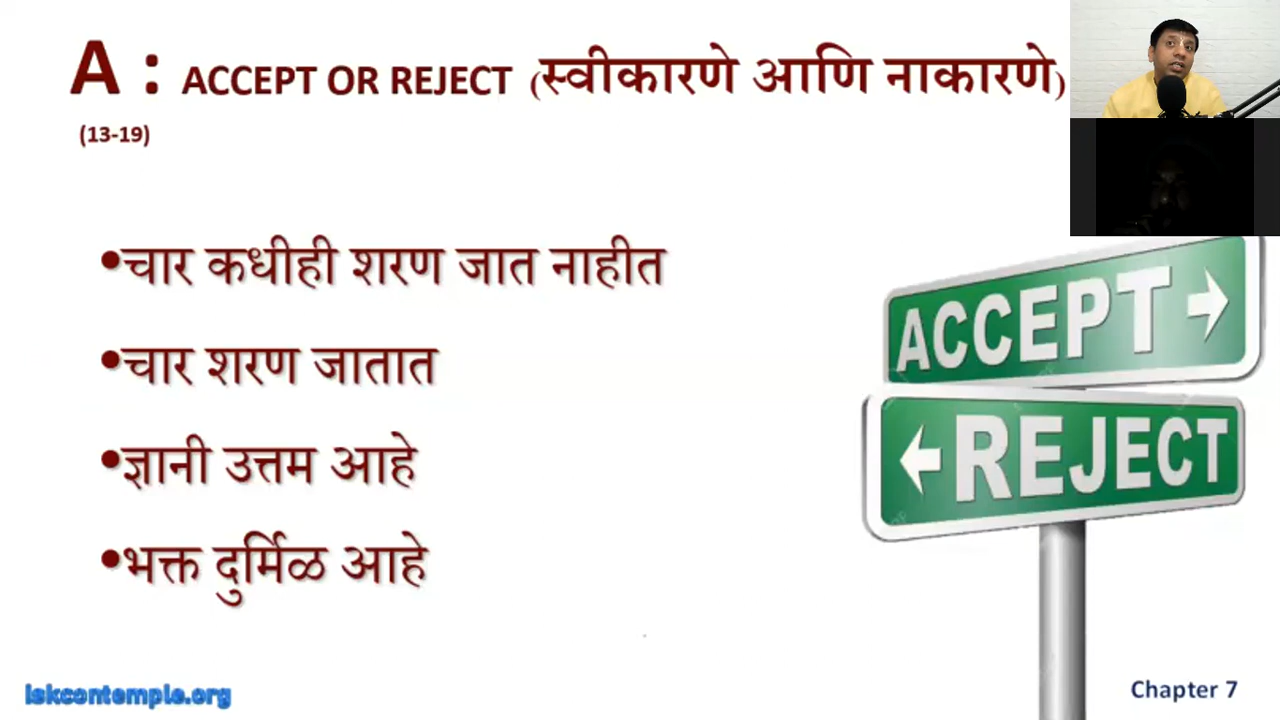 A : ACCEPT OR REJECT (स्वीकारणे आणि नाकारणे)
(13-19)
•चार कधीही शरण जात नाहीत
•चार शरण जातात
•ज्ञानी उत्तम आहे
•भक्त दुर्मिळ आहे
ACCEPT
REJECT
Iskcontemple.org
Chapter 7